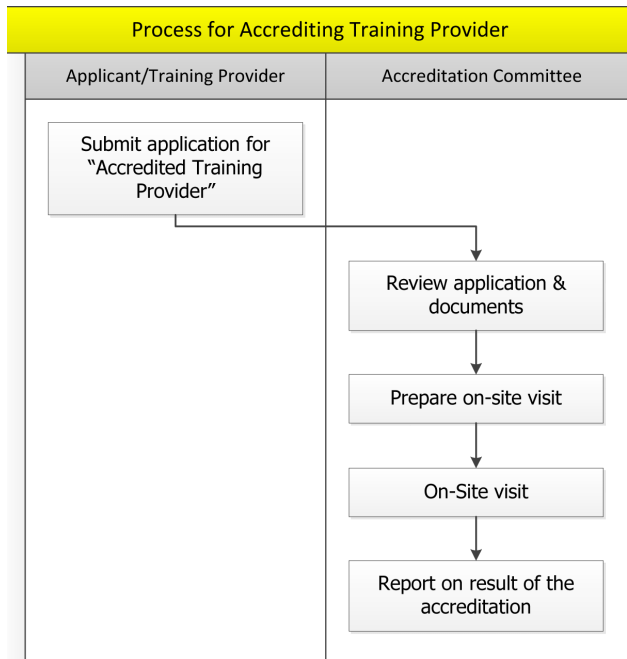 Process for Accrediting Training Provider
Applicant/Training Provider
Accreditation Committee
Submit application for
“Accredited Training
Provider”
Review application &
documents
Prepare on-site visit
On-Site visit
Report on result of the
accreditation